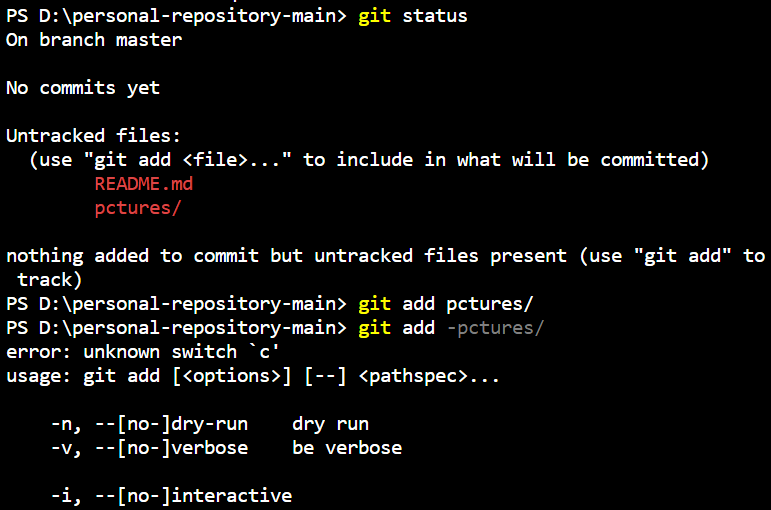 PS D:\personal-repository-main> git status
On branch master

No commits yet

Untracked files:
  (use "git add <file>..." to include in what will be committed)
        README.md
        pctures/

nothing added to commit but untracked files present (use "git add" to
 track)
PS D:\personal-repository-main> git add pctures/
PS D:\personal-repository-main> git add -pctures/
error: unknown switch `c'
usage: git add [<options>] [--] <pathspec>...

    -n, --[no-]dry-run    dry run
    -v, --[no-]verbose    be verbose

    -i, --[no-]interactive